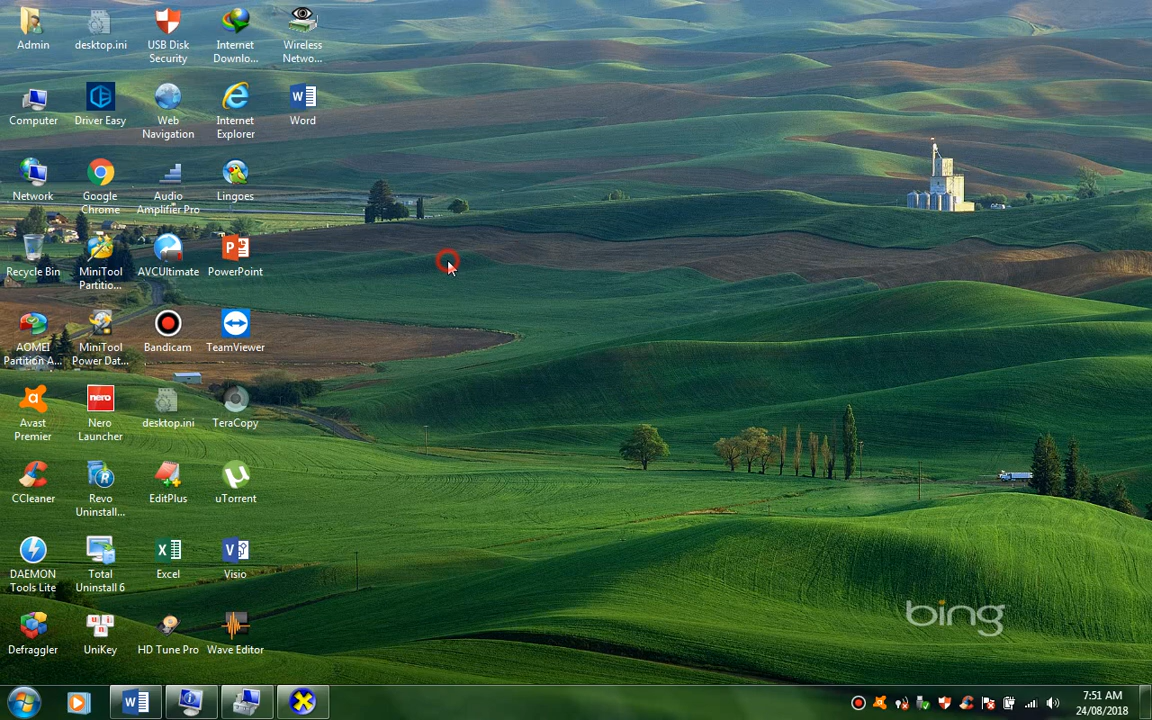 Admin
desktop.ini
USB Disk
Security
Internet
Downlo...
Wireless
Netwo...
Computer
Driver Easy
Web
Navigation
Internet
Explorer
Word
Network
Google
Chrome
Audio
Amplifier Pro
Lingoes
Recycle Bin
MiniTool
Partitio...
AVCUltimate
PowerPoint
AOMEI
Partition A...
MiniTool
Power Dat...
Bandicam
TeamViewer
Avast
Premier
nero
Nero
Launcher
desktop.ini
TeraCopy
CCleaner
Revo
Uninstall...
EditPlus
uTorrent
DAEMON
Tools Lite
Total
Uninstall 6
Excel
Visio
bing
Defraggler
UniKey
HD Tune Pro
Wave Editor
7:51 AM
24/08/2018